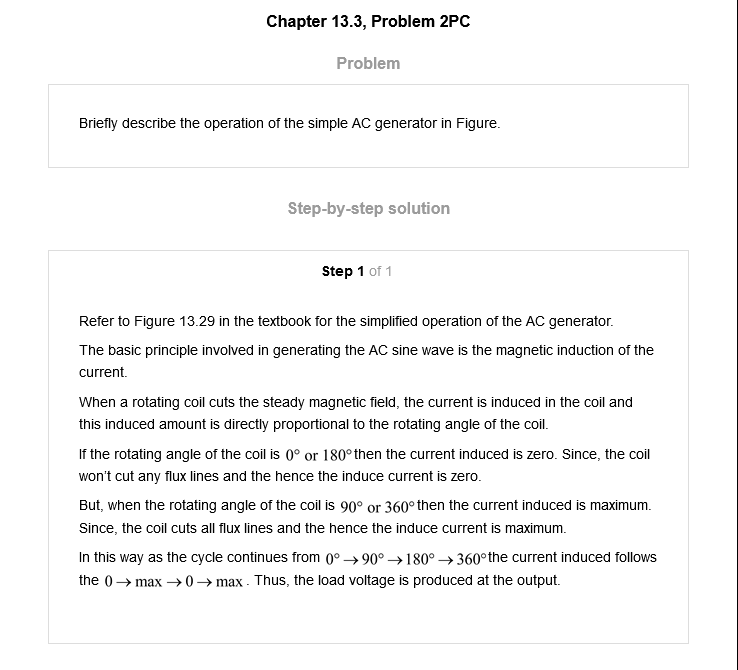 Chapter 13.3, Problem 2PC
Problem
Briefly describe the operation of the simple AC generator in Figure.
Step-by-step solution
Step 1 of 1
Refer to Figure 13.29 in the textbook for the simplified operation of the AC generator.
The basic principle involved in generating the AC sine wave is the magnetic induction of the
current.
When a rotating coil cuts the steady magnetic field, the current is induced in the coil and
this induced amount is directly proportional to the rotating angle of the coil.
If the rotating angle of the coil is 0° or 180° then the current induced is zero. Since, the coil
won't cut any flux lines and the hence the induce current is zero.
But, when the rotating angle of the coil is 90° or 360° then the current induced is maximum.
Since, the coil cuts all flux lines and the hence the induce current is maximum.
In this way as the cycle continues from 0° → 90° → 180° → 360° the current induced follows
the 0 → max → 0 → max . Thus, the load voltage is produced at the output.